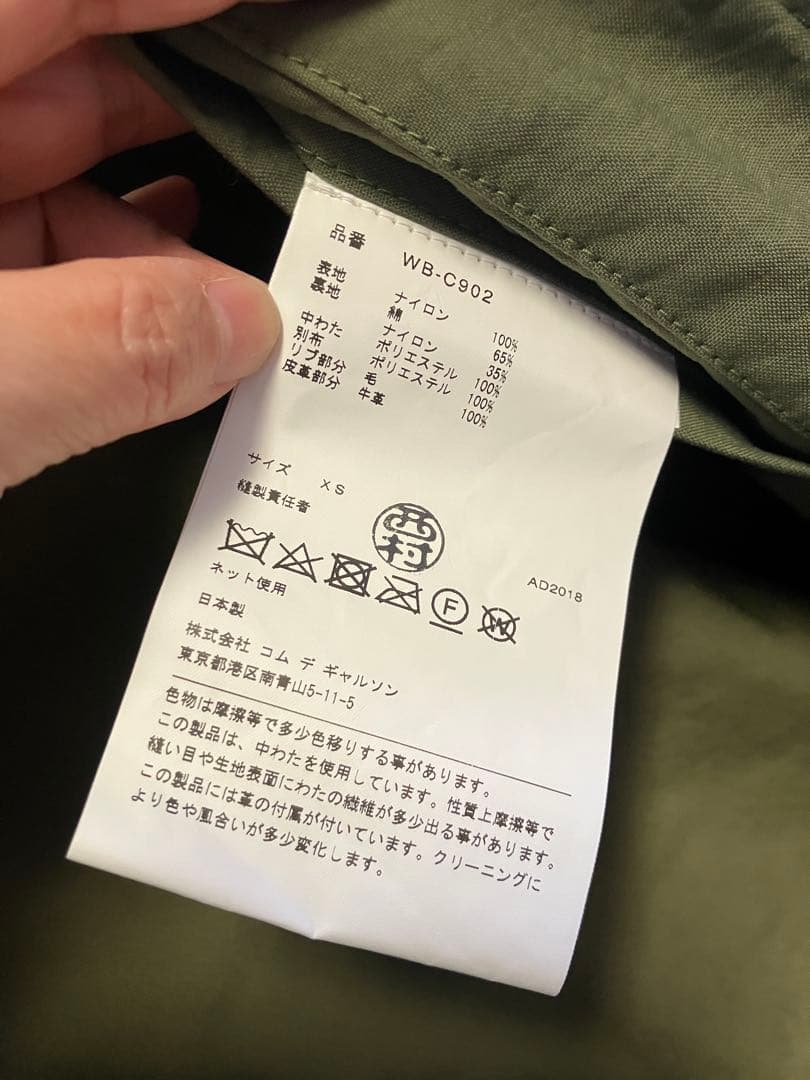 品番 WB-C902
表地 ナイロン 100%
裏地 綿 65%
ナイロン 35%
中わた ポリエステル 100%
別布 ポリエステル 100%
リブ部分 毛 100%
皮革部分 牛革
サイズ XS
縫製責任者
西村
AD2018
F
W
ネット使用
日本製
株式会社 コム デ ギャルソン
東京都港区南青山5-11-5
色物は摩擦等で多少色移りする事があります。
この製品は、中わたを使用しています。性質上摩擦等で
縫い目や生地表面にわたの繊維が多少出る事があります。
この製品には革の付属が付いています。クリーニングに
より色や風合いが多少変化します。